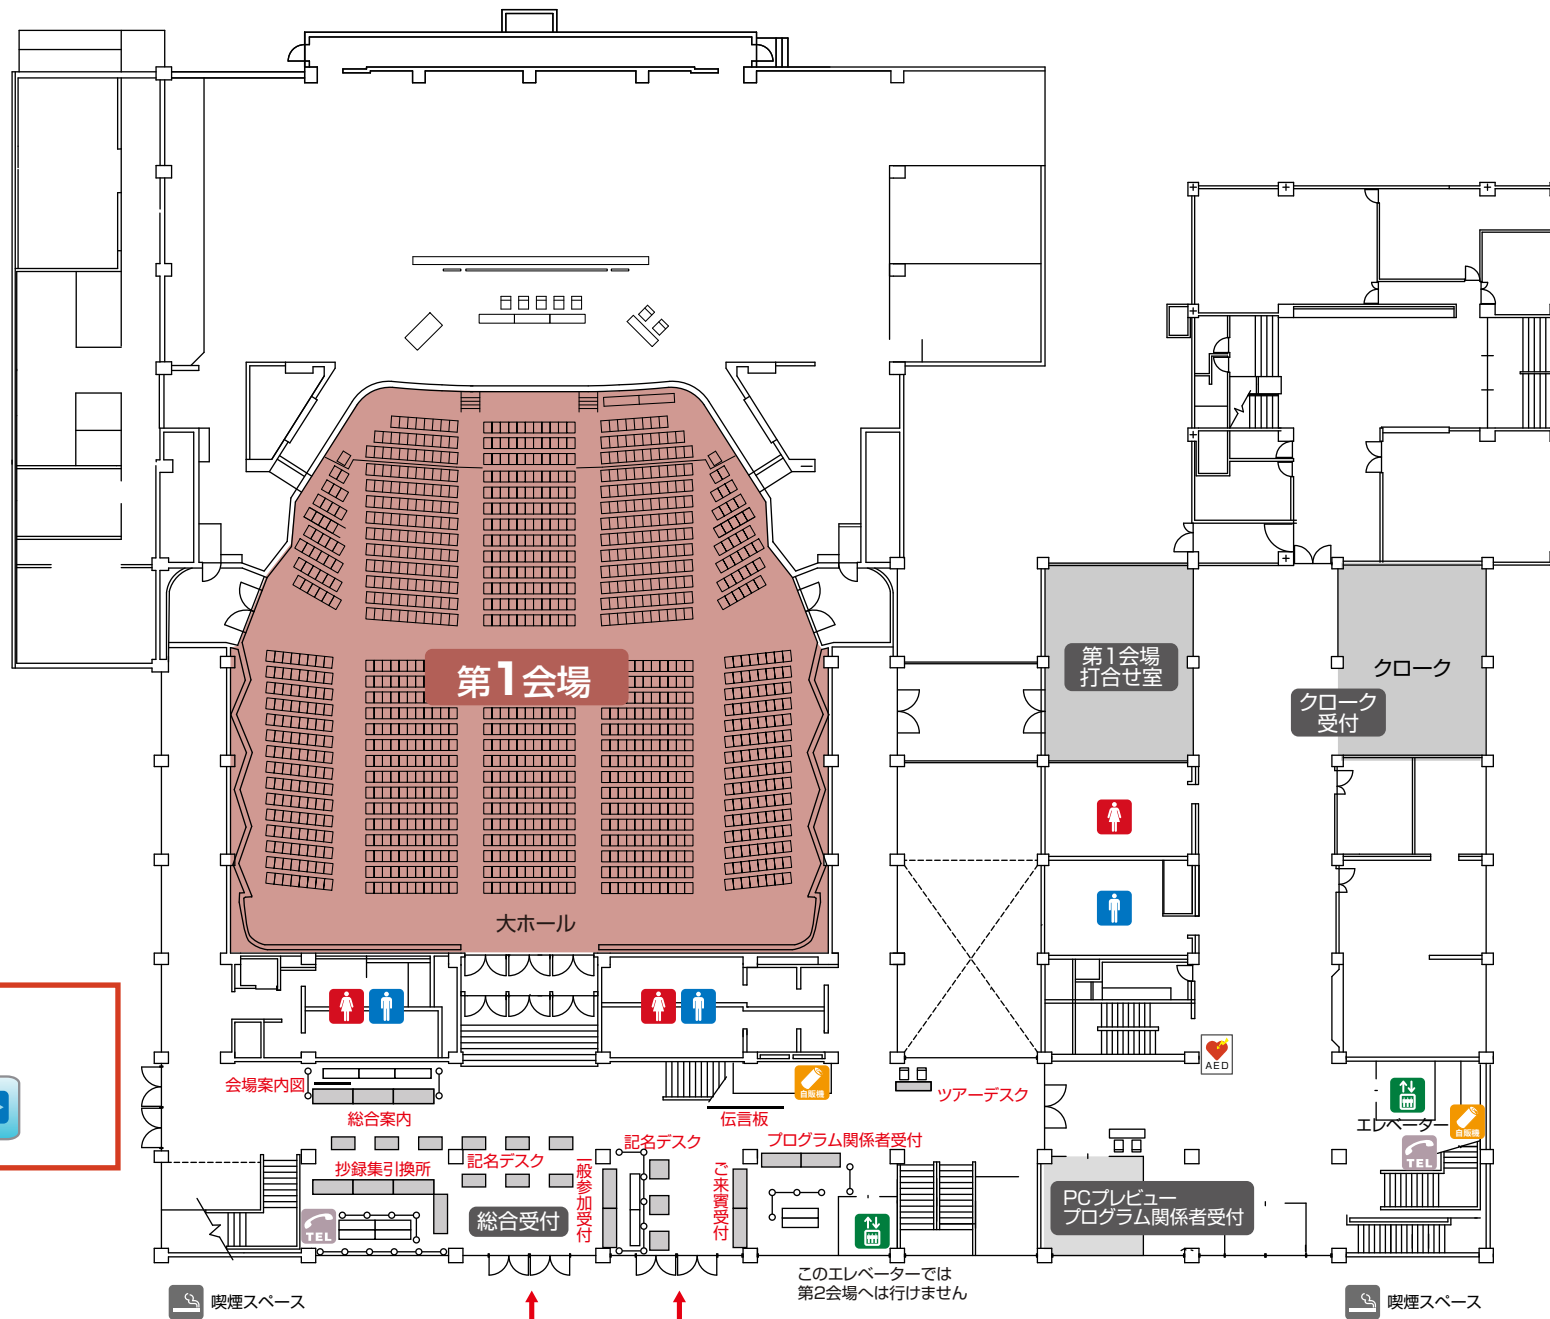 第1会場
大ホール
第1会場
打合せ室
クローク
クローク
受付
AED
会場案内図
総合案内
自販機
伝言板
ツアーデスク
エレベーター
自販機
TEL
記名デスク
プログラム関係者受付
抄録集引換所
記名デスク
一般参加受付
ご来賓受付
総合受付
TEL
PCプレビュー
プログラム関係者受付
このエレベーターでは
第2会場へは行けません
喫煙スペース
喫煙スペース